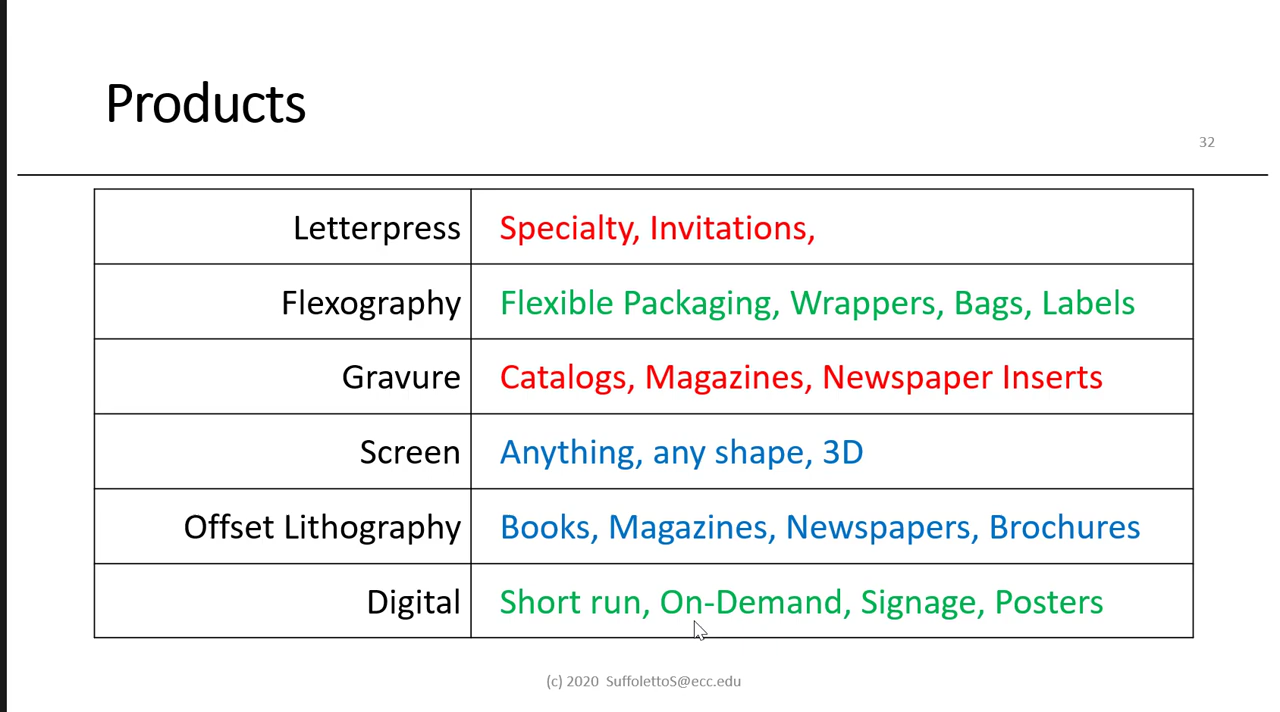 Products
32
Letterpress Specialty, Invitations,
Flexography Flexible Packaging, Wrappers, Bags, Labels
Gravure Catalogs, Magazines, Newspaper Inserts
Screen Anything, any shape, 3D
Offset Lithography Books, Magazines, Newspapers, Brochures
Digital Short run, On-Demand, Signage, Posters
(c) 2020 SuffolettoS@ecc.edu